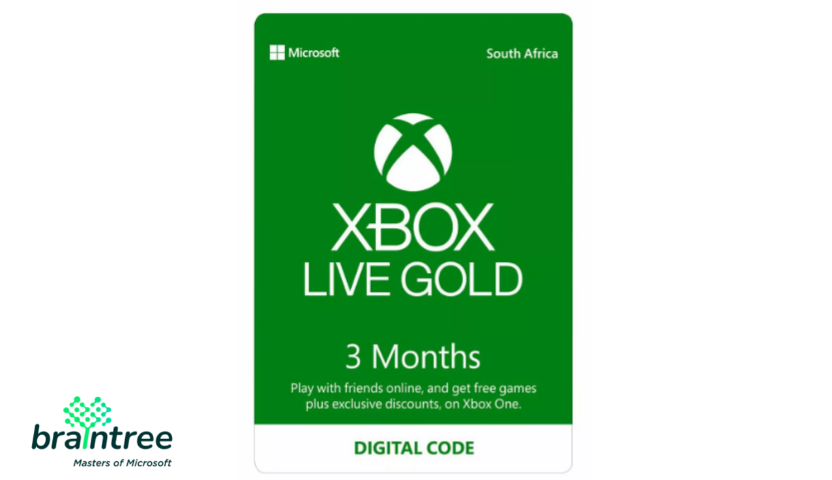 Microsoft
South Africa
XBOX
LIVE GOLD
3 Months
Play with friends online, and get free games
plus exclusive discounts, on Xbox One.
DIGITAL CODE
braintree
Masters of Microsoft